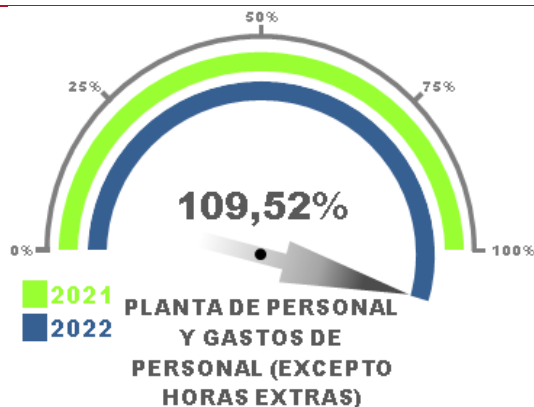 50%
25%
75%
109,52%
0%
100%
2021
2022
PLANTA DE PERSONAL
Y GASTOS DE
PERSONAL (EXCEPTO
HORAS EXTRAS)